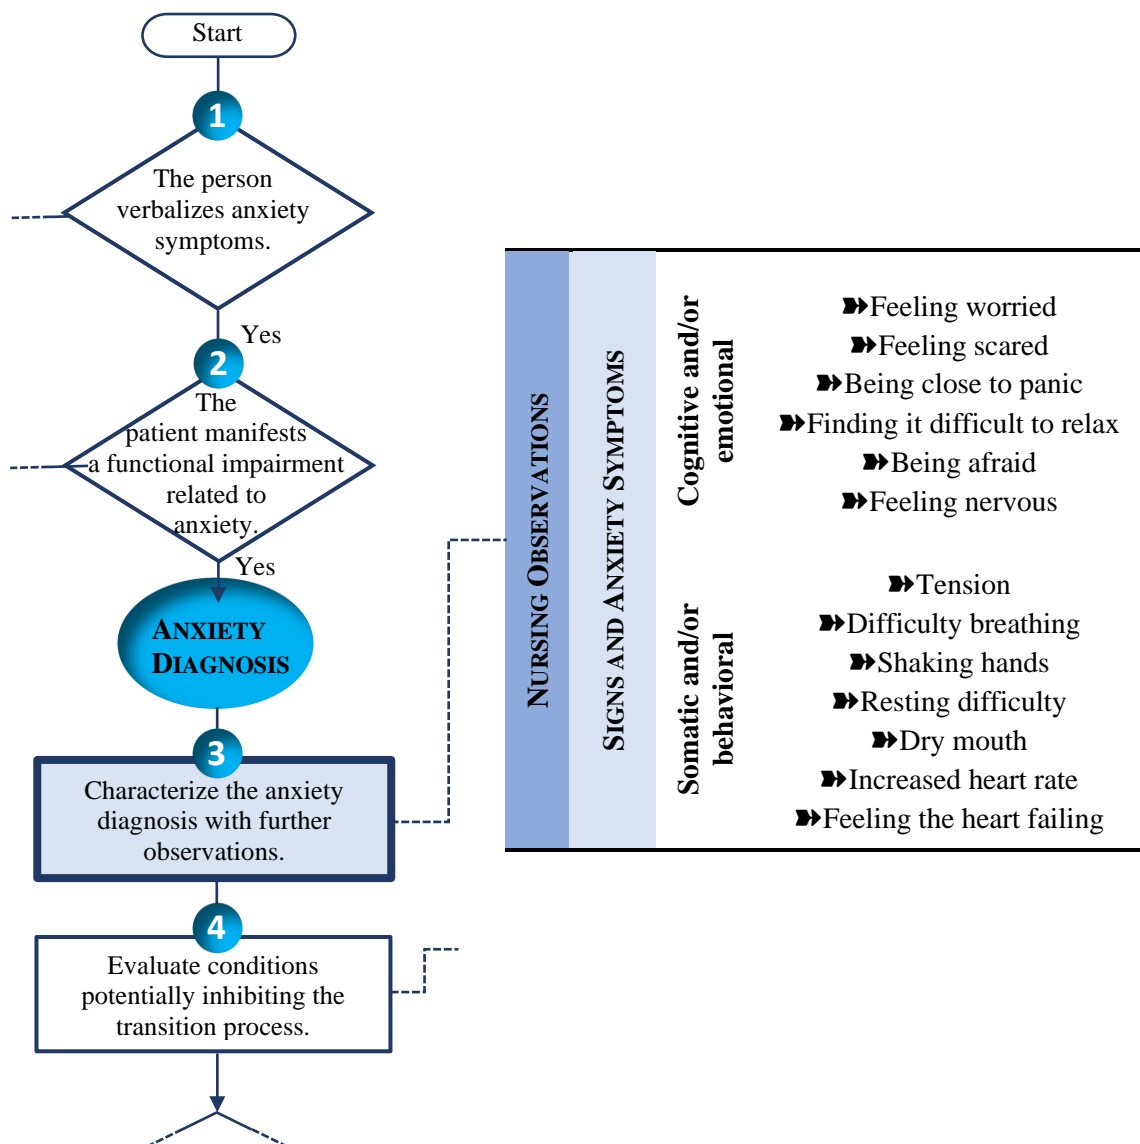 Start
1
The person
verbalizes anxiety
symptoms.
Yes
2
The
patient manifests
a functional impairment
related to
anxiety.
Yes
ANXIETY
DIAGNOSIS
3
Characterize the anxiety
diagnosis with further
observations.
4
Evaluate conditions
potentially inhibiting the
transition process.
NURSING OBSERVATIONS
SIGNS AND ANXIETY SYMPTOMS
Cognitive and/or
emotional
Feeling worried
Feeling scared
Being close to panic
Finding it difficult to relax
Being afraid
Feeling nervous
Somatic and/or
behavioral
Tension
Difficulty breathing
Shaking hands
Resting difficulty
Dry mouth
Increased heart rate
Feeling the heart failing